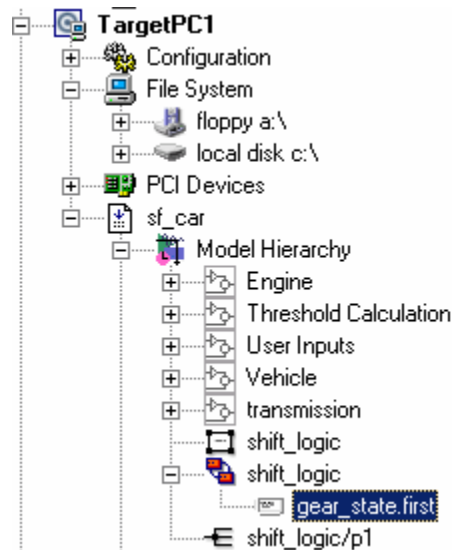 TargetPC1
Configuration
File System
floppy a:\
local disk c:\
PCI Devices
sf_car
Model Hierarchy
Engine
Threshold Calculation
User Inputs
Vehicle
transmission
shift_logic
shift_logic
gear_state.first
shift_logic/p1